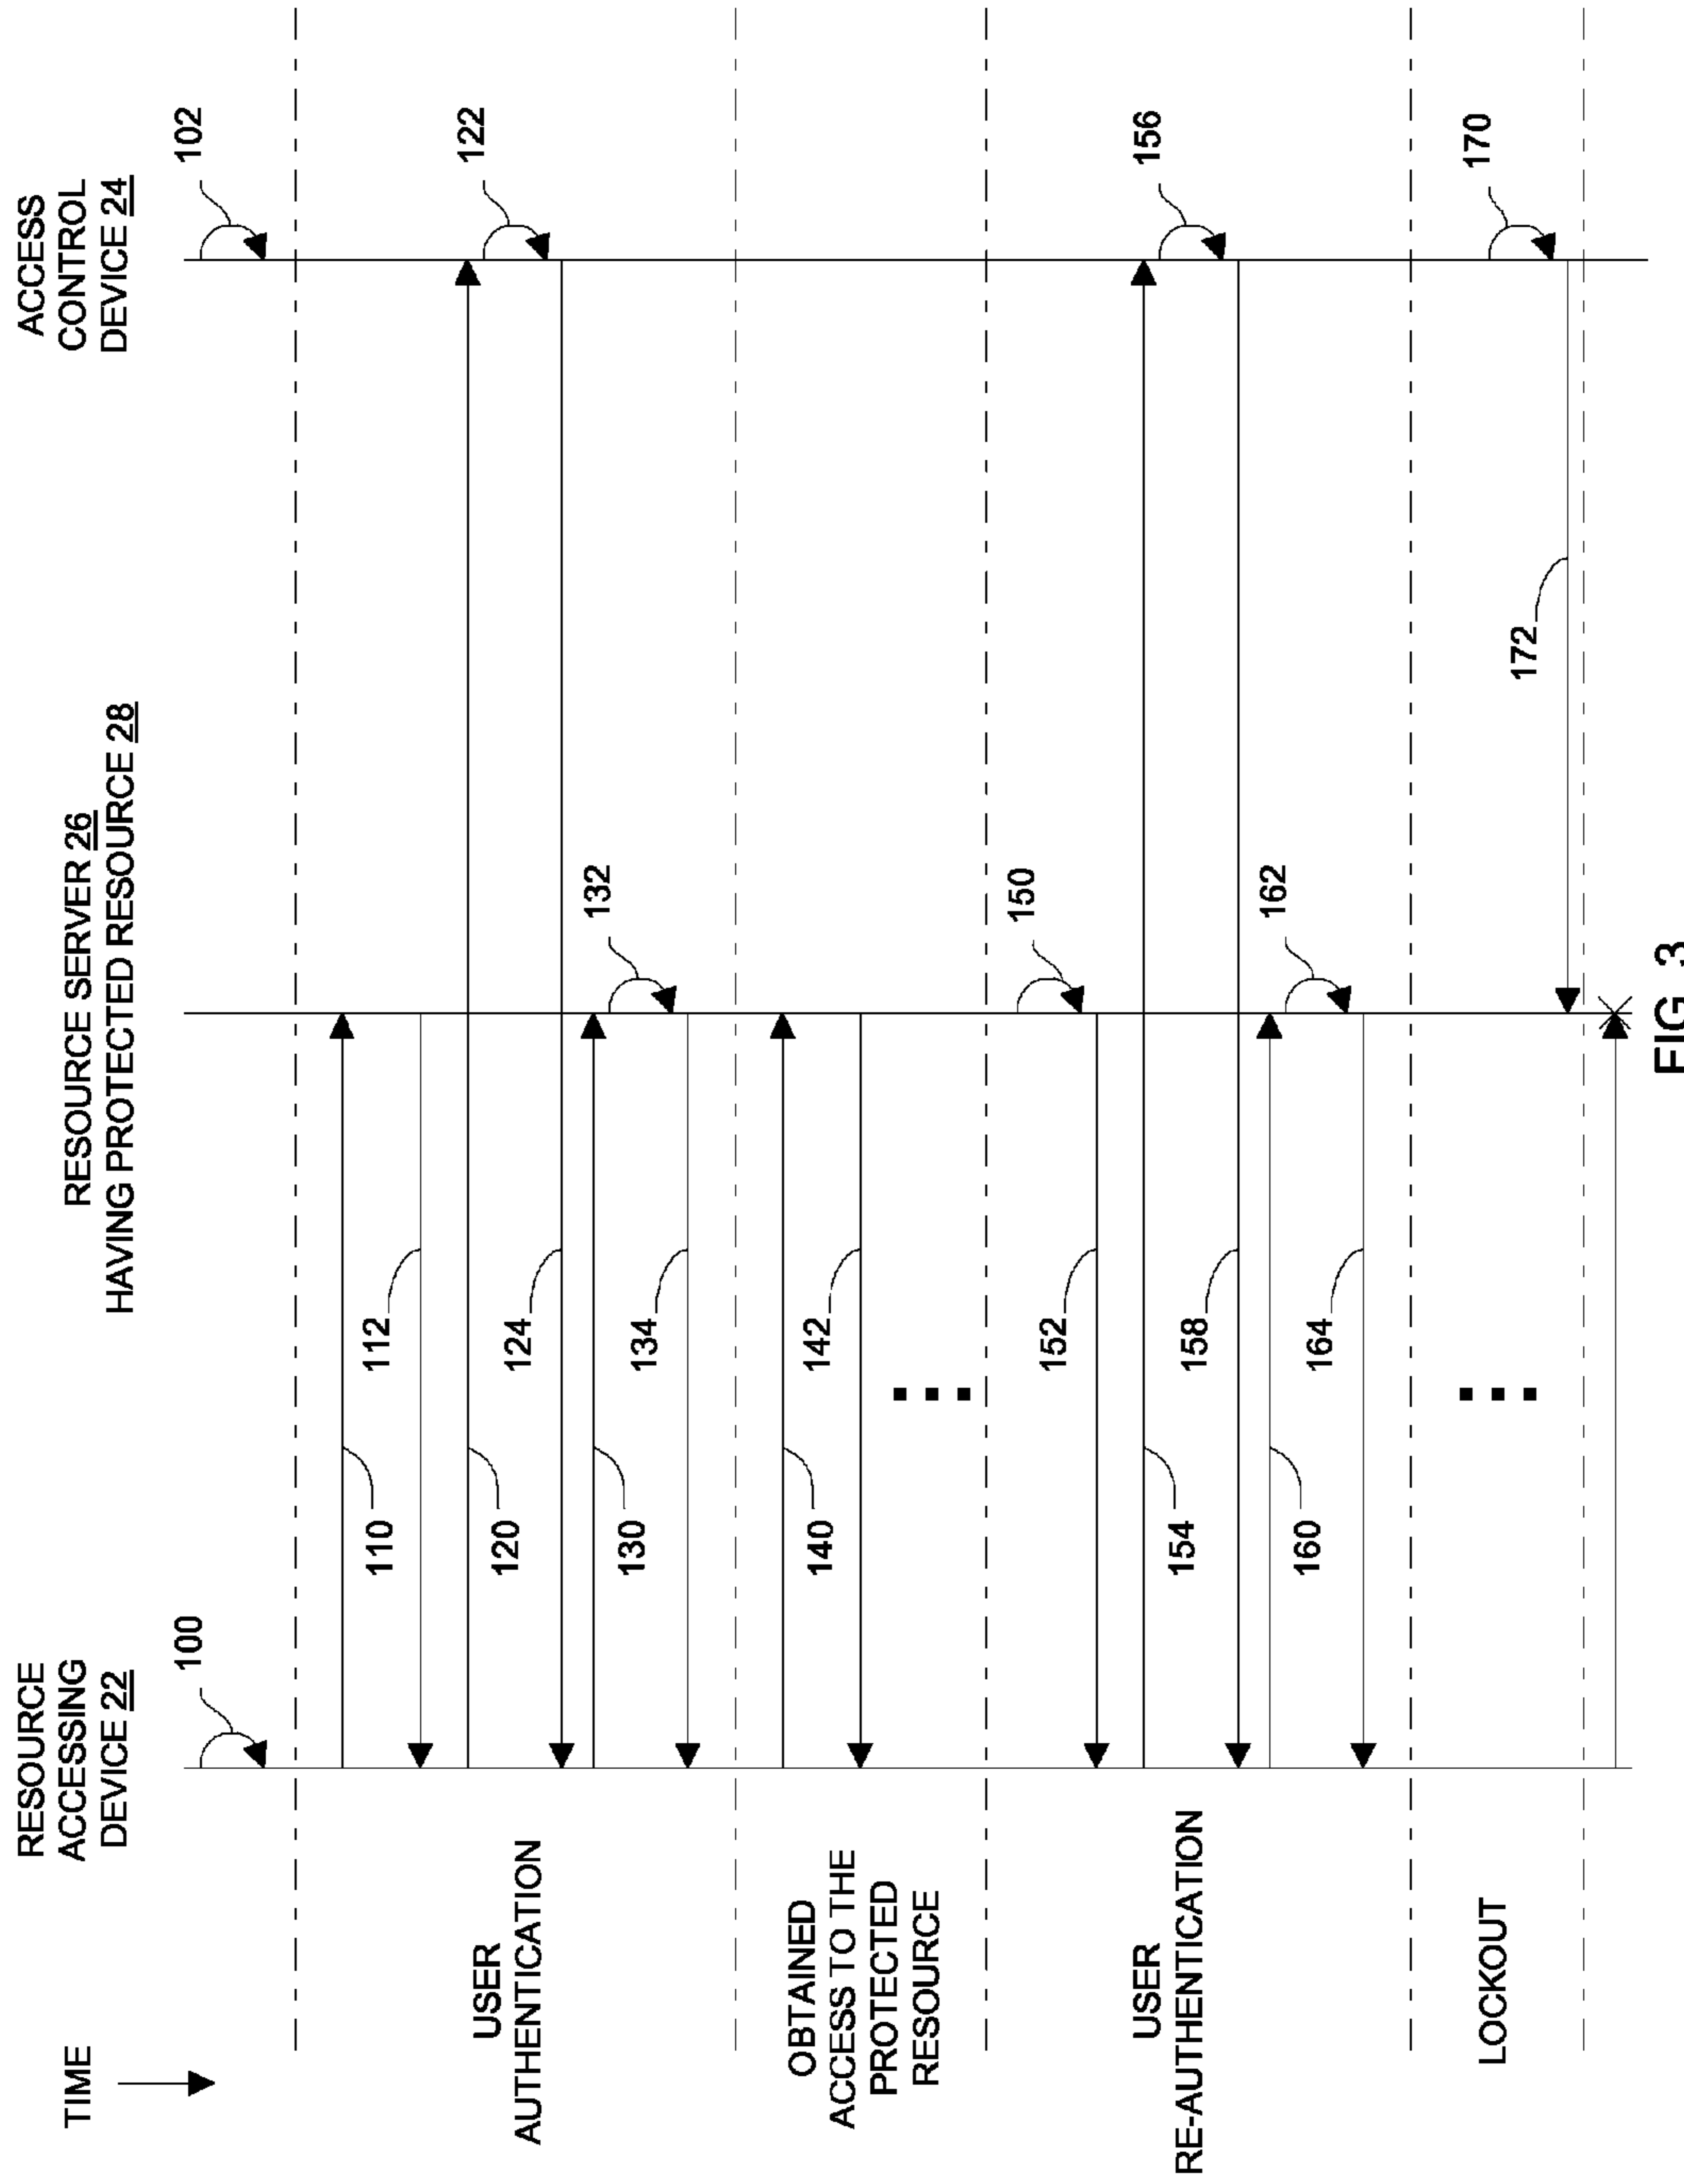 TIME
RESOURCE
ACCESSING
DEVICE 22
RESOURCE SERVER 26
HAVING PROTECTED RESOURCE 28
ACCESS
CONTROL
DEVICE 24
100
102
USER
AUTHENTICATION
110
112
120
122
124
130
132
134
OBTAINED
ACCESS TO THE
PROTECTED
RESOURCE
140
142
USER
RE-AUTHENTICATION
150
152
154
156
158
160
162
164
LOCKOUT
170
172
FIG. 3